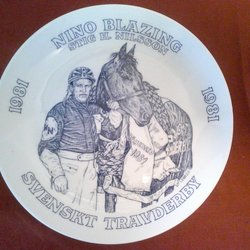 NINO BLAZING
STIG H. NILSSON
1981
1981
SVENSKT TRAVDERBY